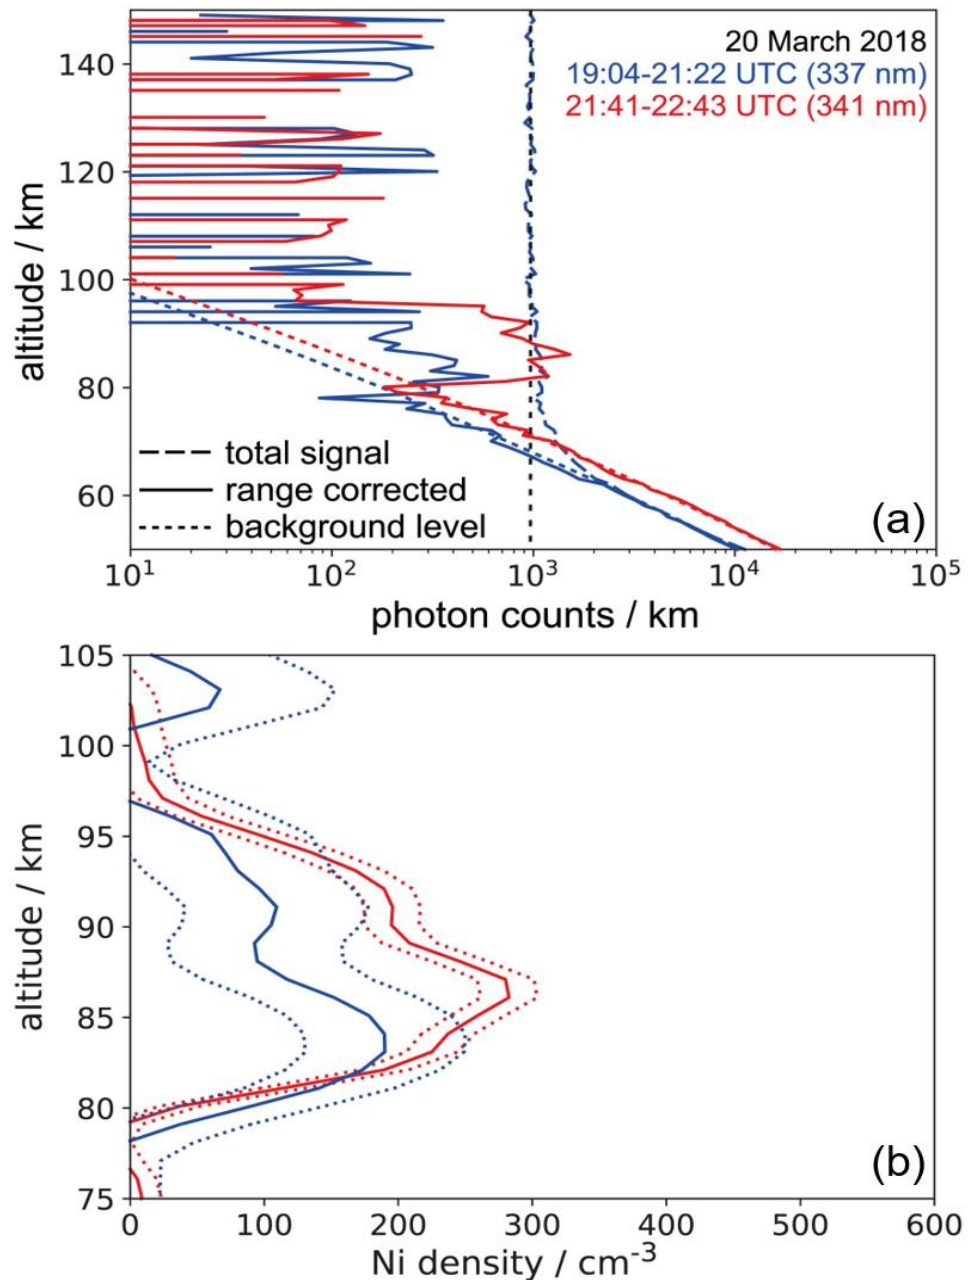 140
120
100
80
60
altitude / km
20 March 2018
19:04-21:22 UTC (337 nm)
21:41-22:43 UTC (341 nm)
total signal
range corrected
background level
(a)
10¹ 10² 10³ 10⁴ 10⁵
photon counts / km
105
100
95
90
85
80
75
altitude / km
(b)
0 100 200 300 400 500 600
Ni density / cm⁻³